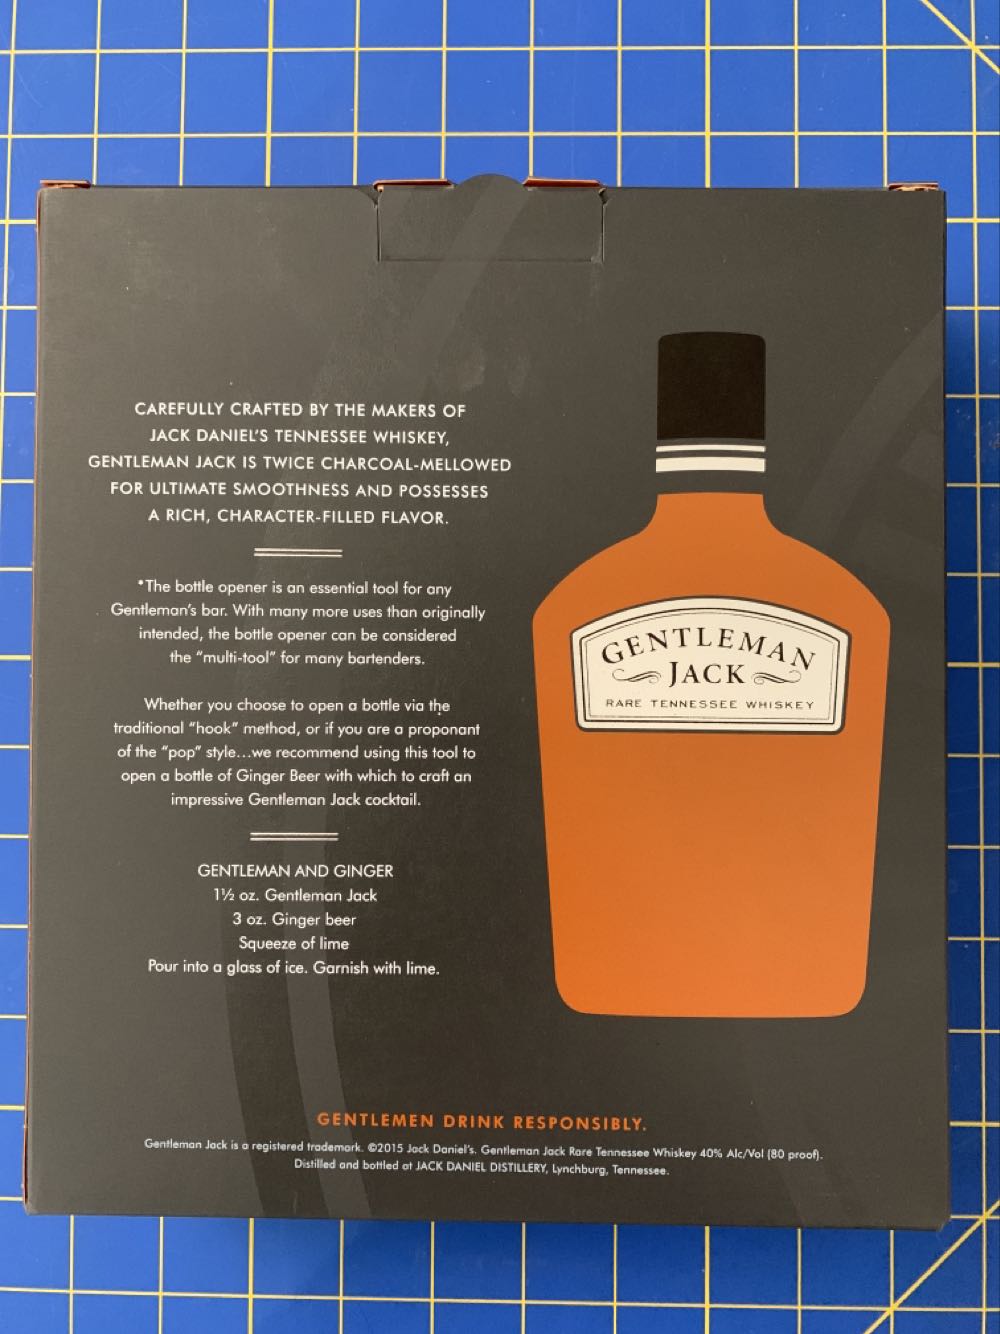 CAREFULLY CRAFTED BY THE MAKERS OF
JACK DANIEL'S TENNESSEE WHISKEY,
GENTLEMAN JACK IS TWICE CHARCOAL-MELLOWED
FOR ULTIMATE SMOOTHNESS AND POSSESSES
A RICH, CHARACTER-FILLED FLAVOR.
*The bottle opener is an essential tool for any
Gentleman's bar. With many more uses than originally
intended, the bottle opener can be considered
the "multi-tool" for many bartenders.
Whether you choose to open a bottle via the
traditional "hook" method, or if you are a proponant
of the "pop" style...we recommend using this tool to
open a bottle of Ginger Beer with which to craft an
impressive Gentleman Jack cocktail.
GENTLEMAN AND GINGER
1½ oz. Gentleman Jack
3 oz. Ginger beer
Squeeze of lime
Pour into a glass of ice. Garnish with lime.
GENTLEMAN
JACK
RARE TENNESSEE WHISKEY
GENTLEMEN DRINK RESPONSIBLY.
Gentleman Jack is a registered trademark. ©2015 Jack Daniel's. Gentleman Jack Rare Tennessee Whiskey 40% Alc/Vol (80 proof).
Distilled and bottled at JACK DANIEL DISTILLERY, Lynchburg, Tennessee.